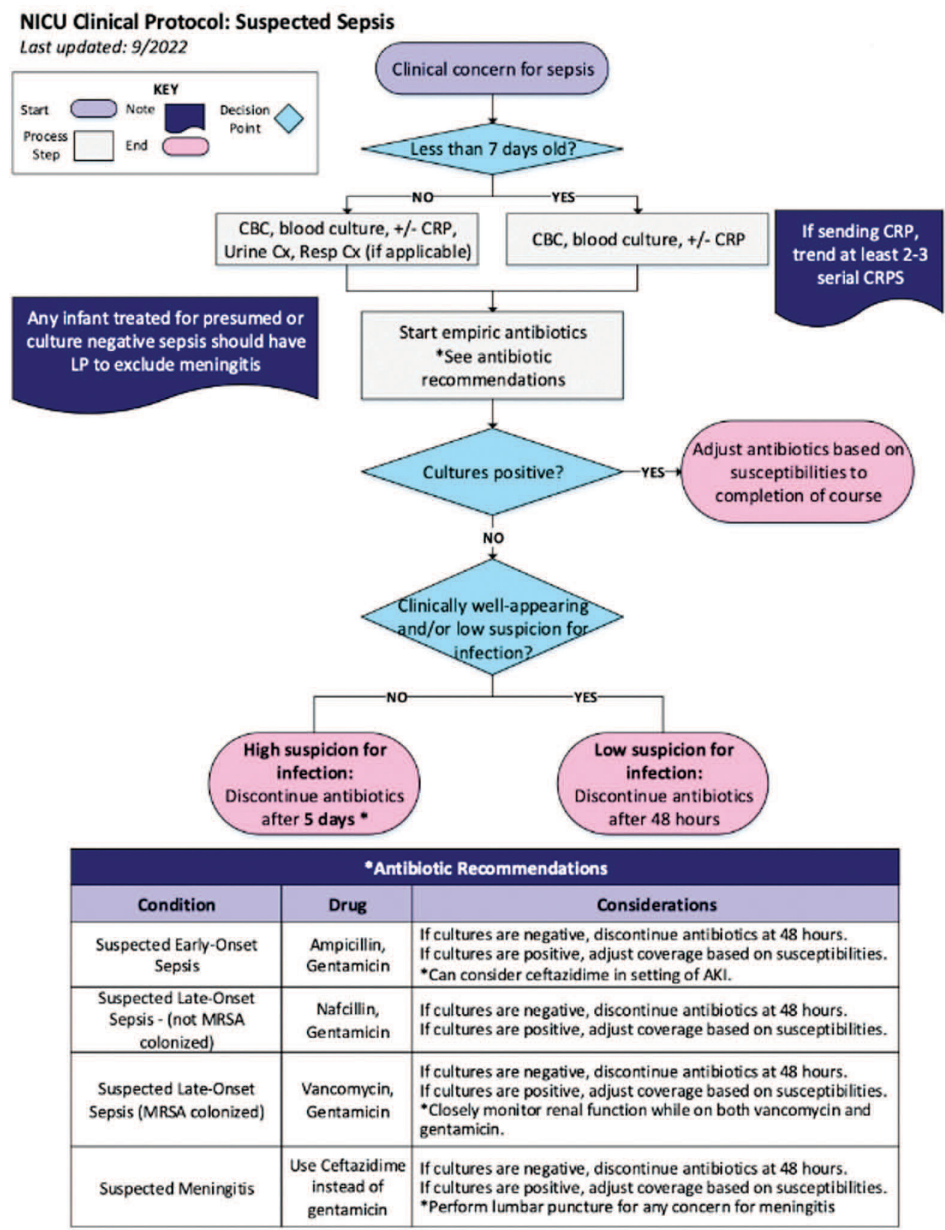 NICU Clinical Protocol: Suspected Sepsis
Last updated: 9/2022
KEY
Start
Note
Decision
Point
Process
Step
End
Clinical concern for sepsis
Less than 7 days old?
NO
YES
CBC, blood culture, +/- CRP,
Urine Cx, Resp Cx (if applicable)
CBC, blood culture, +/- CRP
If sending CRP,
trend at least 2-3
serial CRPS
Any infant treated for presumed or
culture negative sepsis should have
LP to exclude meningitis
Start empiric antibiotics
*See antibiotic
recommendations
Cultures positive?
YES
Adjust antibiotics based on
susceptibilities to
completion of course
NO
Clinically well-appearing
and/or low suspicion for
infection?
NO
YES
High suspicion for
infection:
Discontinue antibiotics
after 5 days *
Low suspicion for
infection:
Discontinue antibiotics
after 48 hours
*Antibiotic Recommendations
Condition
Drug
Considerations
Suspected Early-Onset
Sepsis
Ampicillin,
Gentamicin
If cultures are negative, discontinue antibiotics at 48 hours.
If cultures are positive, adjust coverage based on susceptibilities.
*Can consider ceftazidime in setting of AKI.
Suspected Late-Onset
Sepsis - (not MRSA
colonized)
Nafcillin,
Gentamicin
If cultures are negative, discontinue antibiotics at 48 hours.
If cultures are positive, adjust coverage based on susceptibilities.
Suspected Late-Onset
Sepsis (MRSA colonized)
Vancomycin,
Gentamicin
If cultures are negative, discontinue antibiotics at 48 hours.
If cultures are positive, adjust coverage based on susceptibilities.
*Closely monitor renal function while on both vancomycin and
gentamicin.
Suspected Meningitis
Use Ceftazidime
instead of
gentamicin
If cultures are negative, discontinue antibiotics at 48 hours.
If cultures are positive, adjust coverage based on susceptibilities.
*Perform lumbar puncture for any concern for meningitis